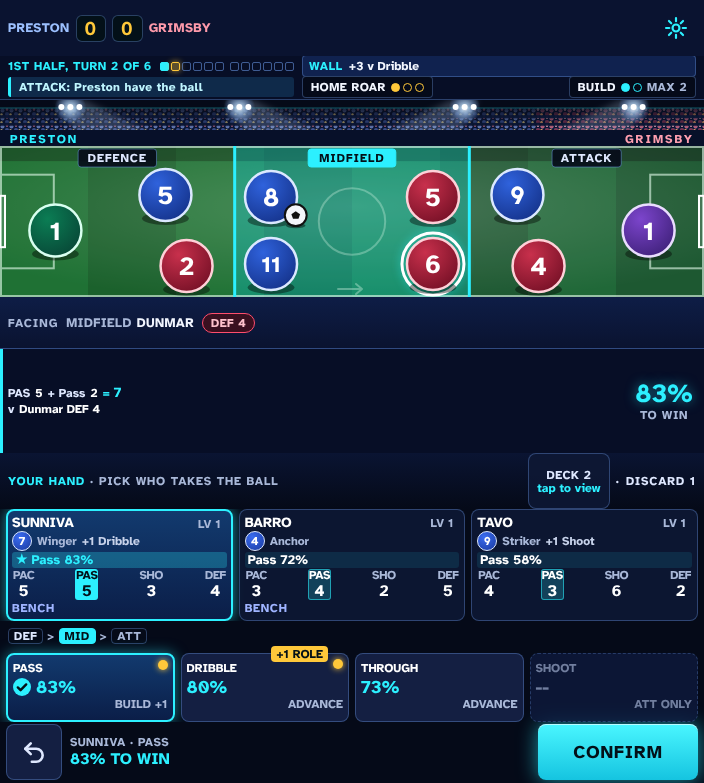 PRESTON 0 0 GRIMSBY
1ST HALF, TURN 2 OF 6
WALL +3 v Dribble
ATTACK: Preston have the ball
HOME ROAR
BUILD MAX 2
PRESTON GRIMSBY
DEFENCE MIDFIELD ATTACK
5 8 5 9
1 1
2 11 6 4
FACING MIDFIELD DUNMAR DEF 4
PAS 5 + Pass 2 = 7
v Dunmar DEF 4
83%
TO WIN
YOUR HAND · PICK WHO TAKES THE BALL
DECK 2
tap to view
· DISCARD 1
SUNNIVA LV 1
7 Winger +1 Dribble
★ Pass 83%
PAC PAS SHO DEF
5 5 3 4
BENCH
BARRO LV 1
4 Anchor
Pass 72%
PAC PAS SHO DEF
3 4 2 5
BENCH
TAVO LV 1
9 Striker +1 Shoot
Pass 58%
PAC PAS SHO DEF
4 3 6 2
DEF > MID > ATT
PASS
83%
BUILD +1
+1 ROLE
DRIBBLE
80%
ADVANCE
THROUGH
73%
ADVANCE
SHOOT
--
ATT ONLY
SUNNIVA · PASS
83% TO WIN
CONFIRM